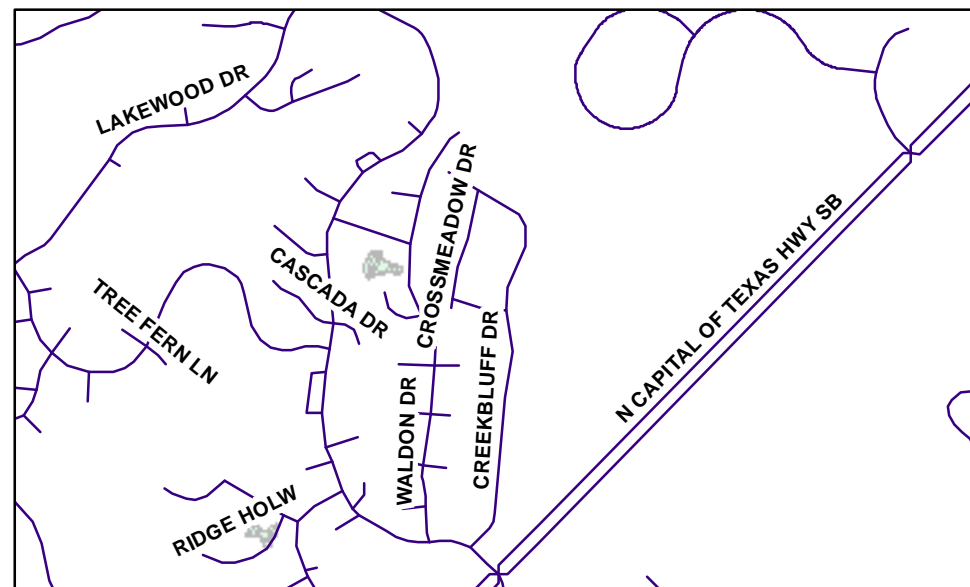 LAKEWOOD DR
CROSSMEADOW DR
N CAPITAL OF TEXAS HWY SB
CASCADA DR
TREE FERN LN
CREEKBLUFF DR
WALDON DR
RIDGE HOLW